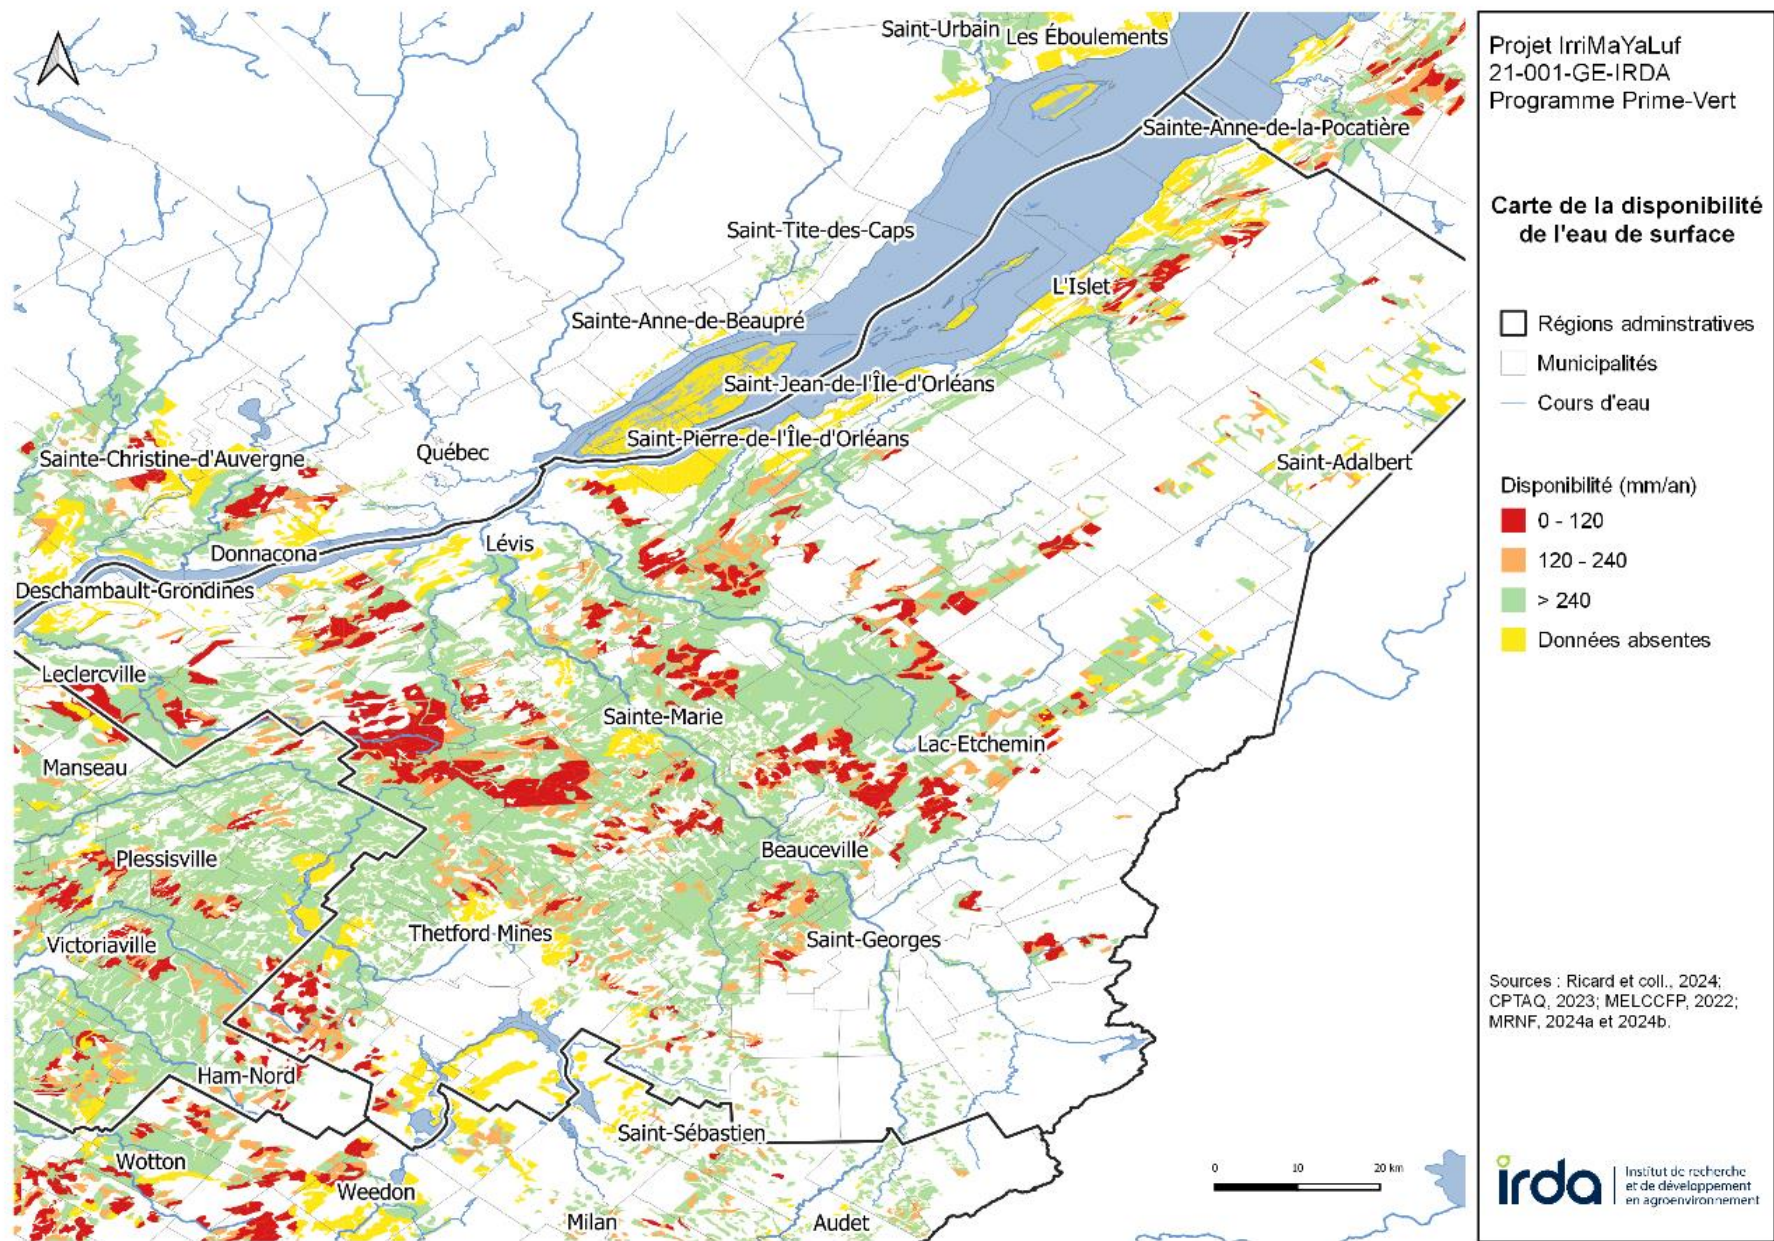 Saint-Urbain
Les Éboulements
Sainte-Anne-de-la-Pocatière
Saint-Tite-des-Caps
L'Islet
Sainte-Anne-de-Beaupré
Saint-Jean-de-l'Île-d'Orléans
Saint-Pierre-de-l'Île-d'Orléans
Québec
Sainte-Christine-d'Auvergne
Saint-Adalbert
Donnacona
Lévis
Deschambault-Grondines
Leclercville
Sainte-Marie
Lac-Etchemin
Manseau
Plessisville
Beauceville
Victoriaville
Thetford Mines
Saint-Georges
Ham-Nord
Saint-Sébastien
Wotton
Weedon
Milan
Audet
0 10 20 km
Projet IrriMaYaLuf
21-001-GE-IRDA
Programme Prime-Vert
Carte de la disponibilité
de l'eau de surface
Régions adminstratives
Municipalités
Cours d'eau
Disponibilité (mm/an)
0 - 120
120 - 240
> 240
Données absentes
Sources : Ricard et coll., 2024;
CPTAQ, 2023; MELCCFP, 2022;
MRNF, 2024a et 2024b.
irda
Institut de recherche
et de développement
en agroenvironnement